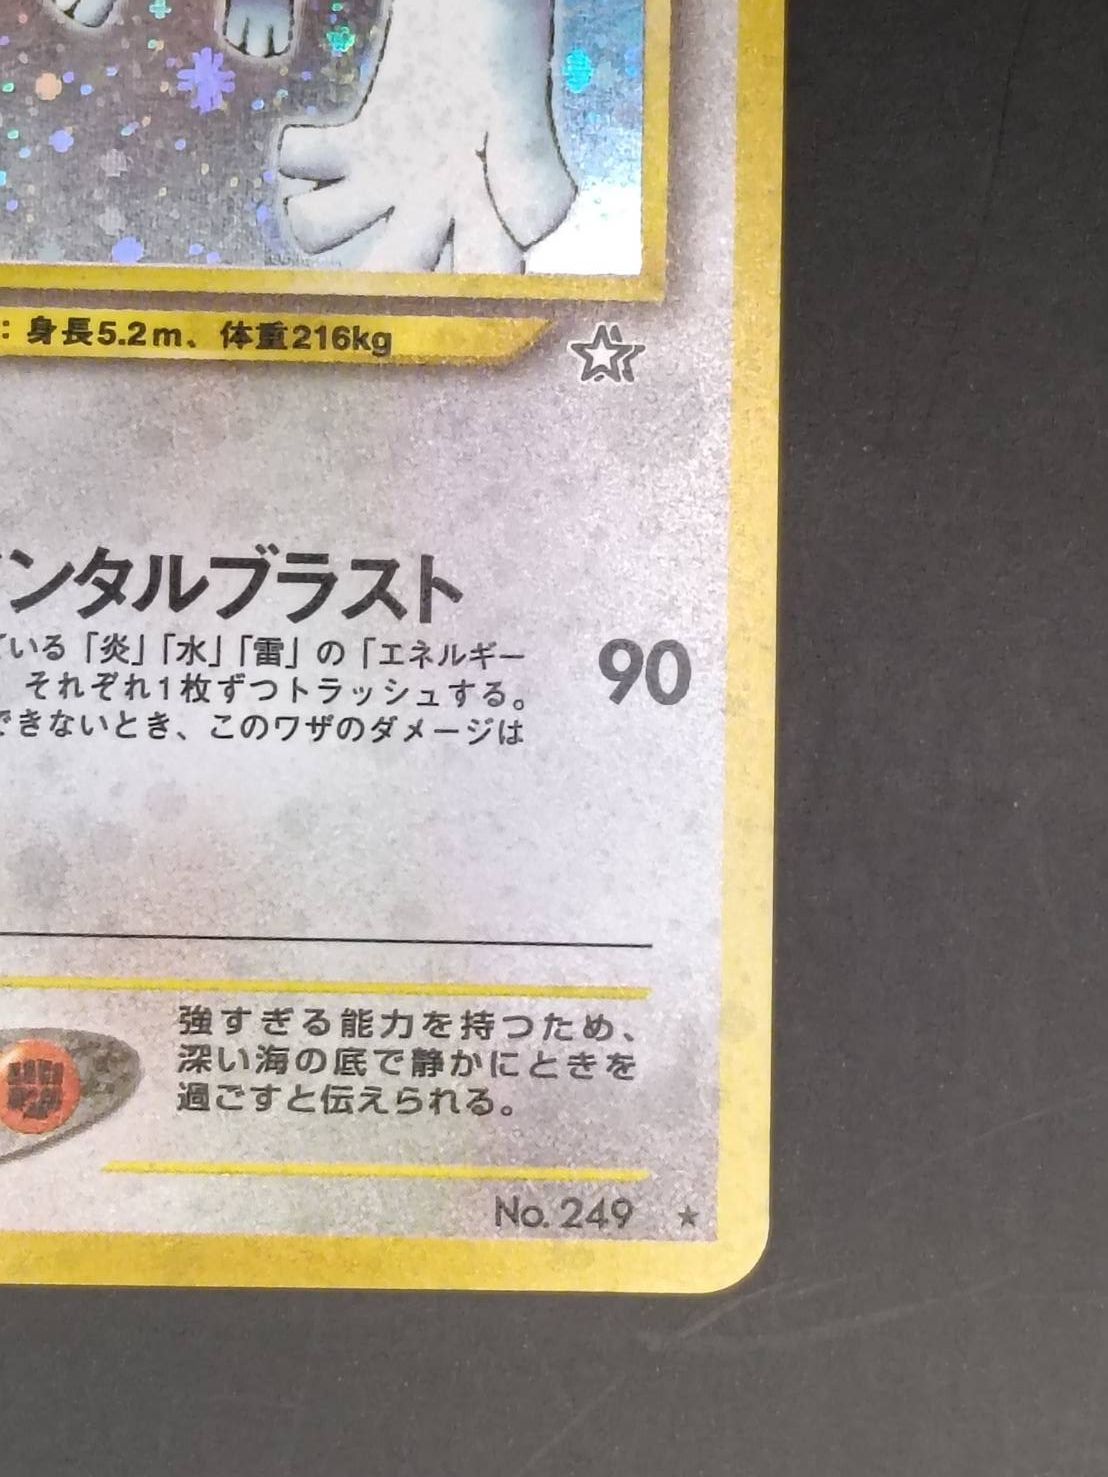 ：身長5.2m、体重216kg
ンタルブラスト
いる「炎」「水」「雷」の「エネルギー
それぞれ1枚ずつトラッシュする。
できないとき、このワザのダメージは
90
強すぎる能力を持つため、
深い海の底で静かにときを
過ごすと伝えられる。
No. 249 ★